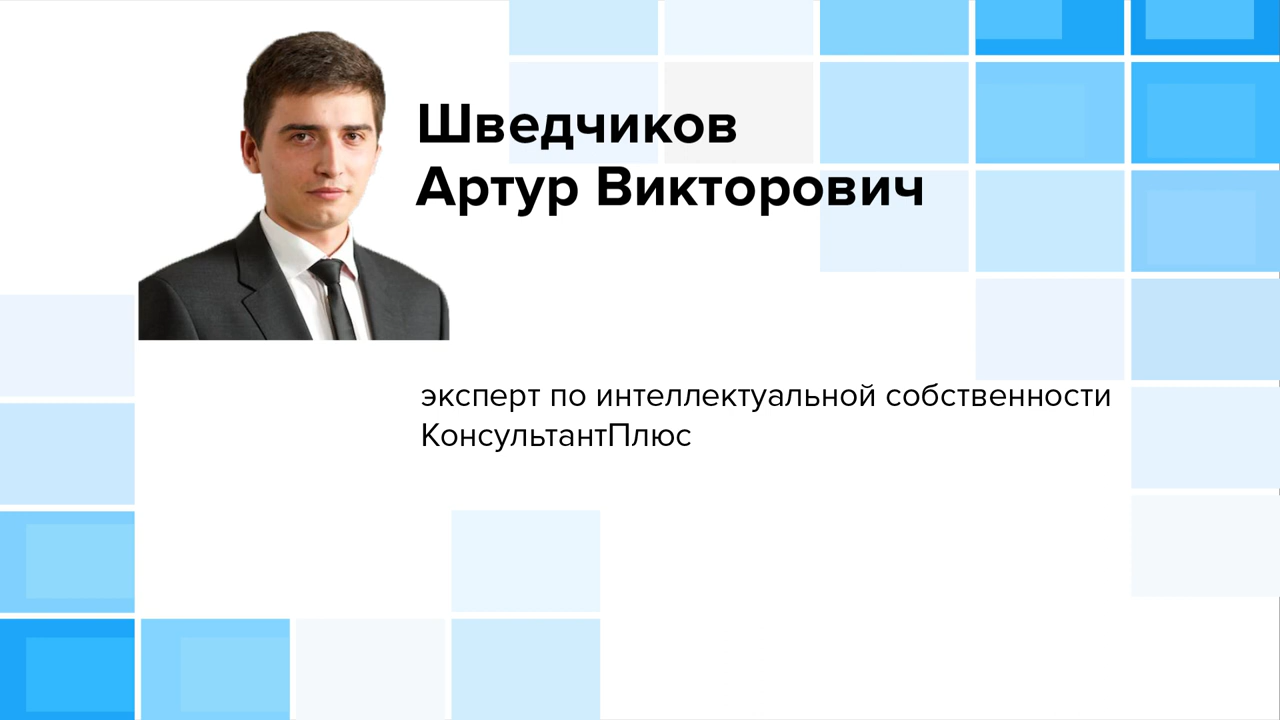 Шведчиков
Артур Викторович
эксперт по интеллектуальной собственности
КонсультантПлюс